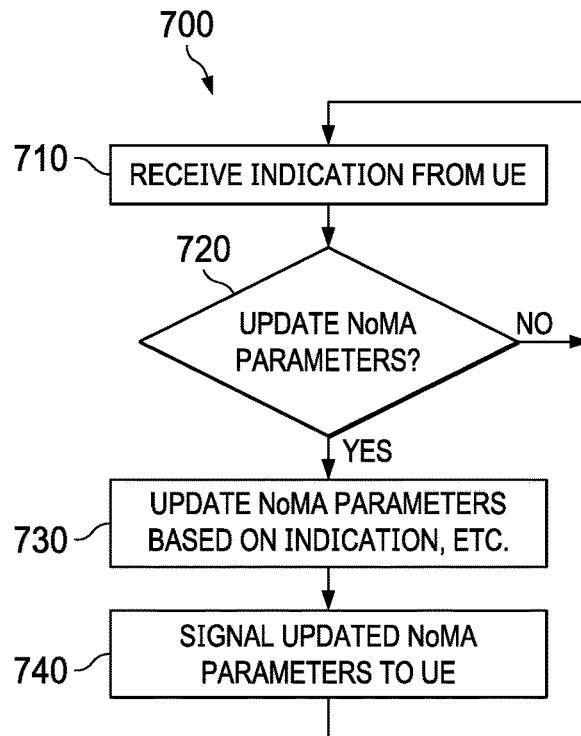 700
710
RECEIVE INDICATION FROM UE
720
UPDATE NoMA
PARAMETERS?
NO
YES
730
UPDATE NoMA PARAMETERS
BASED ON INDICATION, ETC.
740
SIGNAL UPDATED NoMA
PARAMETERS TO UE